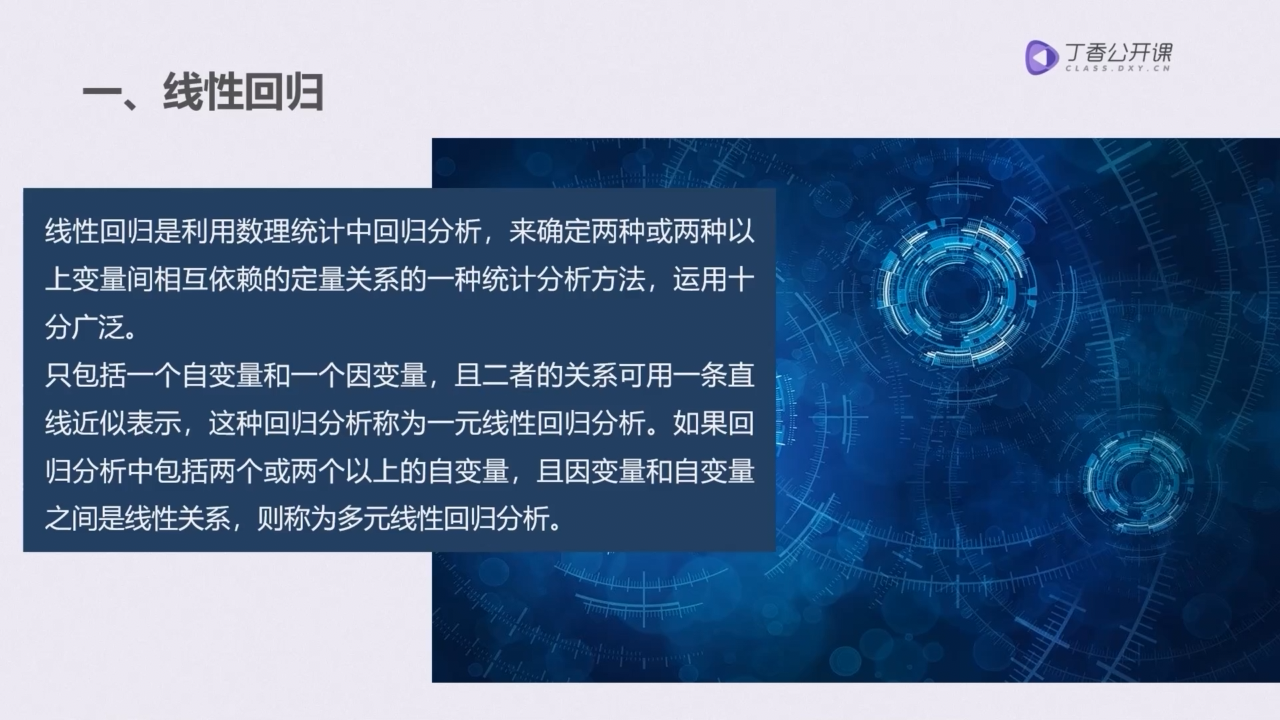 丁香公开课
CLASS.DXY.CN
一、线性回归
线性回归是利用数理统计中回归分析，来确定两种或两种以
上变量间相互依赖的定量关系的一种统计分析方法，运用十
分广泛。
只包括一个自变量和一个因变量，且二者的关系可用一条直
线近似表示，这种回归分析称为一元线性回归分析。如果回
归分析中包括两个或两个以上的自变量，且因变量和自变量
之间是线性关系，则称为多元线性回归分析。